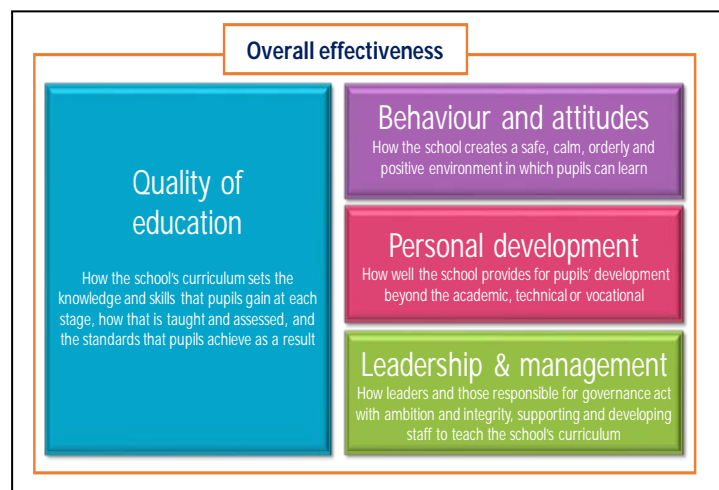 Overall effectiveness
Quality of
education
How the school's curriculum sets the
knowledge and skills that pupils gain at each
stage, how that is taught and assessed, and
the standards that pupils achieve as a result
Behaviour and attitudes
How the school creates a safe, calm, orderly and
positive environment in which pupils can learn
Personal development
How well the school provides for pupils' development
beyond the academic, technical or vocational
Leadership & management
How leaders and those responsible for governance act
with ambition and integrity, supporting and developing
staff to teach the school's curriculum